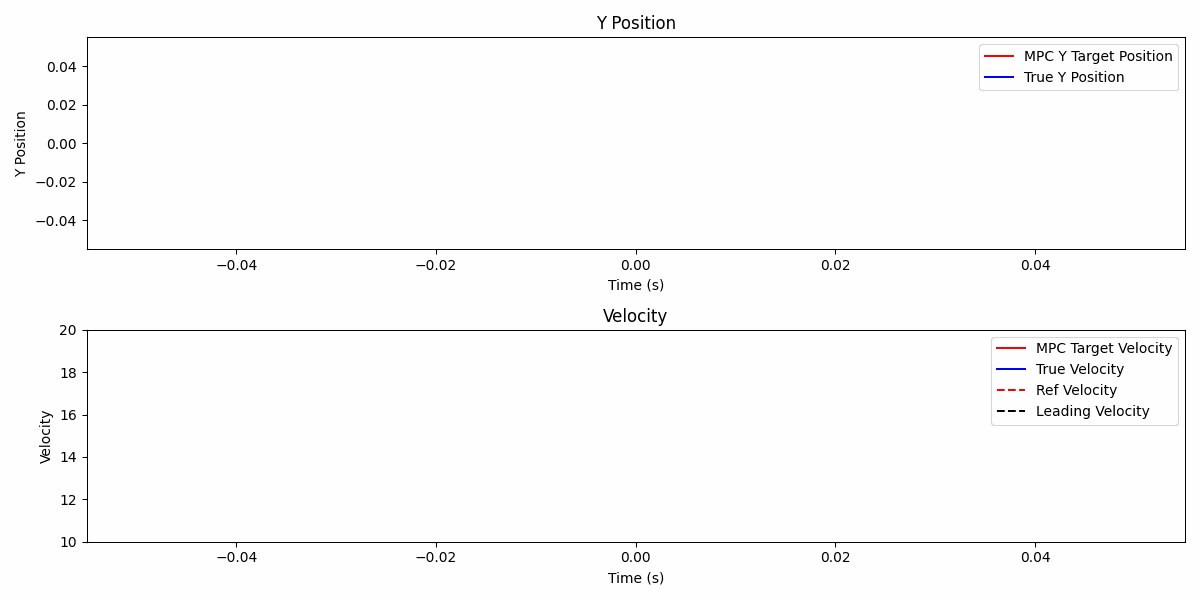 Y Position
MPC Y Target Position
True Y Position
0.04
0.02
0.00
−0.02
−0.04
Y Position
−0.04
−0.02
0.00
0.02
0.04
Time (s)
Velocity
MPC Target Velocity
True Velocity
Ref Velocity
Leading Velocity
20
18
16
14
12
10
Velocity
−0.04
−0.02
0.00
0.02
0.04
Time (s)